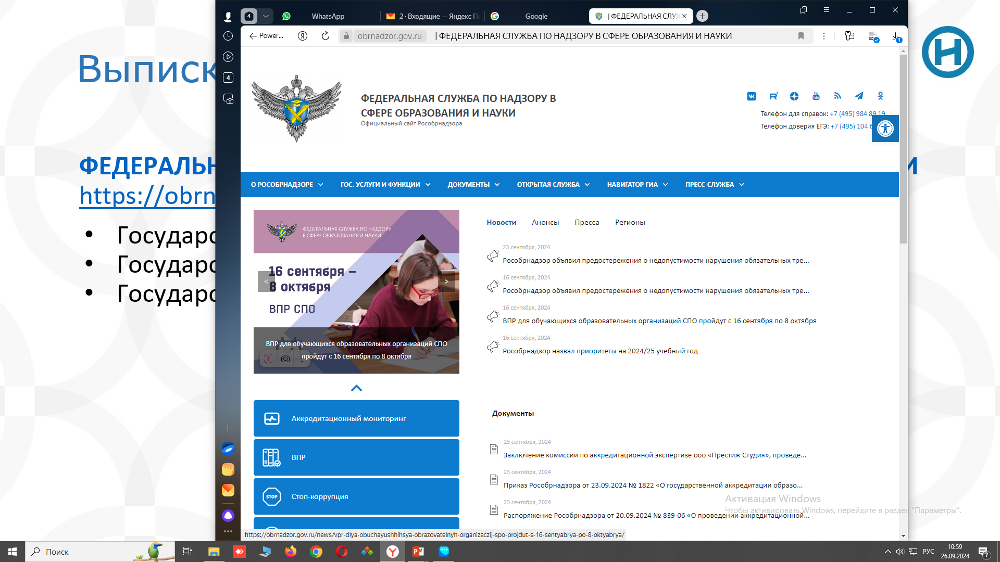 4
WhatsApp
2 · Входящие — Яндекс П
Google
| ФЕДЕРАЛЬНАЯ СЛУЖ
Power...
obrnadzor.gov.ru
| ФЕДЕРАЛЬНАЯ СЛУЖБА ПО НАДЗОРУ В СФЕРЕ ОБРАЗОВАНИЯ И НАУКИ
1
4
Выписк
ФЕДЕРАЛЬН
И
https://obrn
• Государс
• Государс
• Государс
ФЕДЕРАЛЬНАЯ СЛУЖБА ПО НАДЗОРУ В
СФЕРЕ ОБРАЗОВАНИЯ И НАУКИ
Официальный сайт Рособрнадзора
You
Tube
Телефон для справок: +7 (495) 984 89 19
Телефон доверия ЕГЭ: +7 (495) 104 6
О РОСОБРНАДЗОРЕ
ГОС. УСЛУГИ И ФУНКЦИИ
ДОКУМЕНТЫ
ОТКРЫТАЯ СЛУЖБА
НАВИГАТОР ГИА
ПРЕСС-СЛУЖБА
ФЕДЕРАЛЬНАЯ СЛУЖБА ПО НАДЗОРУ
В СФЕРЕ ОБРАЗОВАНИЯ И НАУКИ
16 сентября –
8 октября
ВПР СПО
ВПР для обучающихся образовательных организаций СПО
пройдут с 16 сентября по 8 октября
Аккредитационный мониторинг
ВПР
STOP
Стоп-коррупция
Новости
Анонсы
Пресса
Регионы
23 сентября, 2024
Рособрнадзор объявил предостережения о недопустимости нарушения обязательных тре...
16 сентября, 2024
Рособрнадзор объявил предостережения о недопустимости нарушения обязательных тре...
16 сентября, 2024
ВПР для обучающихся образовательных организаций СПО пройдут с 16 сентября по 8 октября
16 сентября, 2024
Рособрнадзор назвал приоритеты на 2024/25 учебный год
Документы
23 сентября, 2024
Заключение комиссии по аккредитационной экспертизе ооо «Престиж Студия», проведе...
23 сентября, 2024
Приказ Рособрнадзора от 23.09.2024 № 1822 «О государственной аккредитации образо...
23 сентября, 2024
Распоряжение Рособрнадзора от 20.09.2024 № 839-06 «О проведении аккредитационной...
Активация Windows
Чтобы активировать Windows, перейдите в раздел "Параметры".
https://obrnadzor.gov.ru/news/vpr-dlya-obuchayushhihsya-obrazovatelnyh-organizaczij-spo-projdut-s-16-sentyabrya-po-8-oktyabrya/
Поиск
РУС
10:59
26.09.2024
7